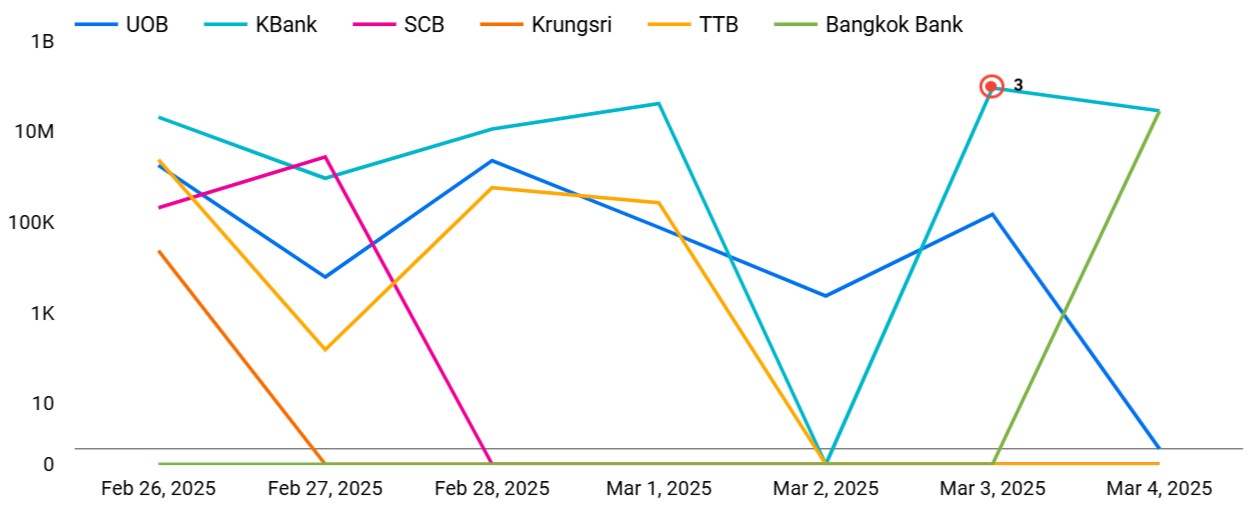 UOB KBank SCB Krungsri TTB Bangkok Bank
1B
3
10M
100K
1K
10
0
Feb 26, 2025 Feb 27, 2025 Feb 28, 2025 Mar 1, 2025 Mar 2, 2025 Mar 3, 2025 Mar 4, 2025